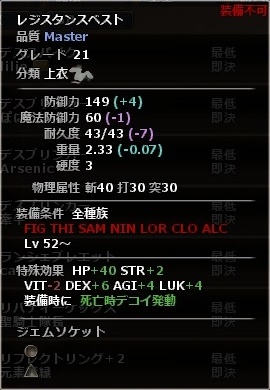 装備不可
レジスタンスベスト
品質 Master
グレード 21
分類 上衣
防御力 149 (+4)
魔法防御力 60 (-1)
耐久度 43/43 (-7)
重量 2.33 (-0.07)
硬度 3
物理属性 斬40 打30 突30
装備条件 全種族
FIG THI SAM NIN LOR CLO ALC
Lv 52～
特殊効果 HP+40 STR+2
VIT-2 DEX+6 AGI+4 LUK+4
装備時に 死亡時デコイ発動
ジェムソケット